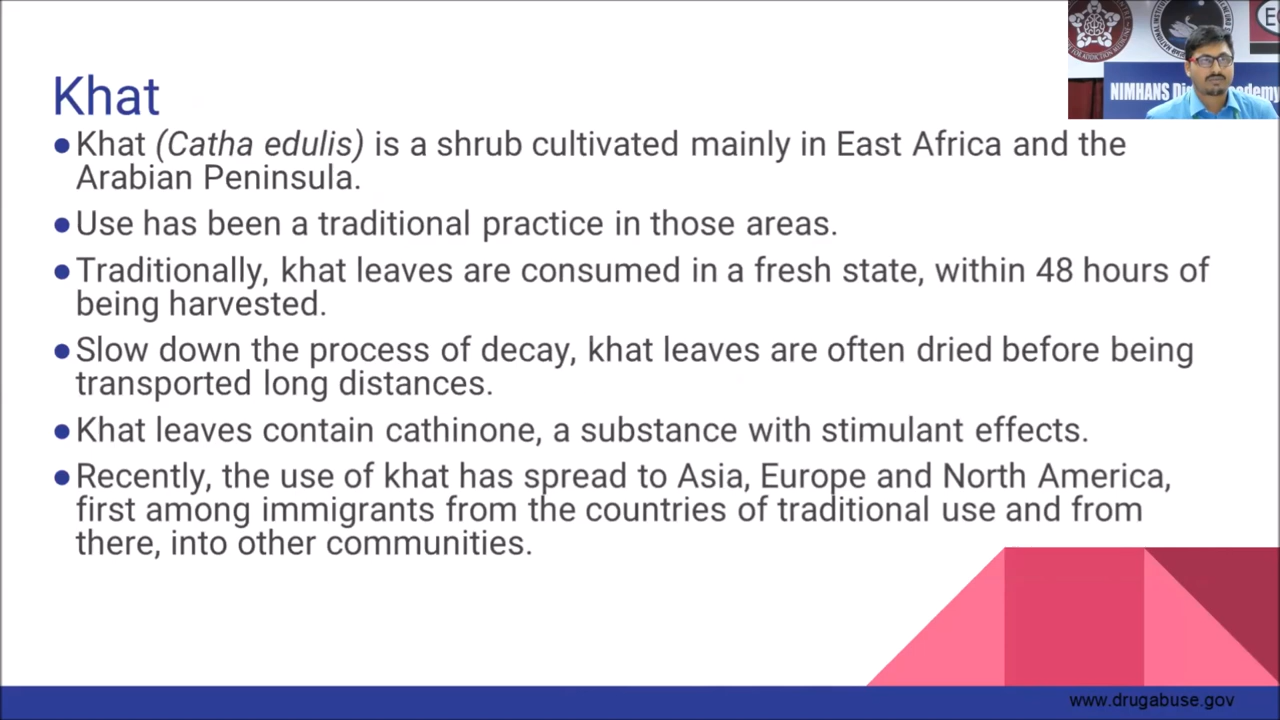 Khat
● Khat (Catha edulis) is a shrub cultivated mainly in East Africa and the
Arabian Peninsula.
● Use has been a traditional practice in those areas.
● Traditionally, khat leaves are consumed in a fresh state, within 48 hours of
being harvested.
● Slow down the process of decay, khat leaves are often dried before being
transported long distances.
● Khat leaves contain cathinone, a substance with stimulant effects.
● Recently, the use of khat has spread to Asia, Europe and North America,
first among immigrants from the countries of traditional use and from
there, into other communities.
NIMHANS
www.drugabuse.gov